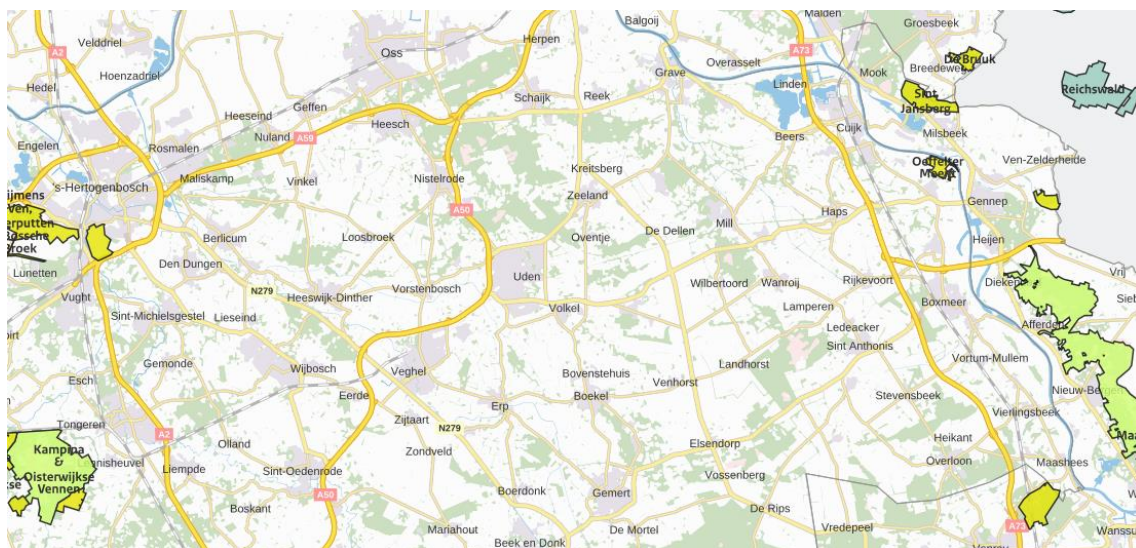 Velddriel
A2
Hoenzadriel
Hedel
Engelen
Rosmalen
's-Hertogenbosch
Maliskamp
Heeseind
Nuland
Geffen
A59
Vinkel
Oss
Heesch
Herpen
Schaijk
Reek
Balgoij
Grave
Overasselt
A73
Malden
Linden
Mook
Groesbeek
De Bruuk
Breedeweg
Sint
Jansberg
Reichswald
Milsbeek
Cuijk
Beers
Oeffelter
Meent
Ven-Zelderheide
Gennep
Heijen
Nistelrode
A50
Kreitsberg
Zeeland
Oventje
De Dellen
Mill
Haps
Wilbertoord
Wanroij
Rijkevoort
Lamperen
Ledeacker
Sint Anthonis
Boxmeer
Vrij
Afferden
Vortum-Mullem
Landhorst
Stevensbeek
Vierlingsbeek
Heikant
Overloon
Maashees
Berlicum
Loosbroek
Den Dungen
N279
Heeswijk-Dinther
Vorstenbosch
Uden
Volkel
Lunetten
Vught
Sint-Michielsgestel
Lieseind
Gemonde
Wijbosch
Esch
Veghel
Eerde
Erp
Boekel
Bovenstehuis
Venhorst
Zijtaart
N279
Zondveld
Tongeren
A2
Olland
Liempde
Sint-Oedenrode
A50
Boskant
Kampina
&
Oisterwijkse
Vennen
Elsendorp
Vossenberg
Boerdonk
Gemert
De Mortel
De Rips
Mariahout
Beek en Donk
Vredepeel
A73